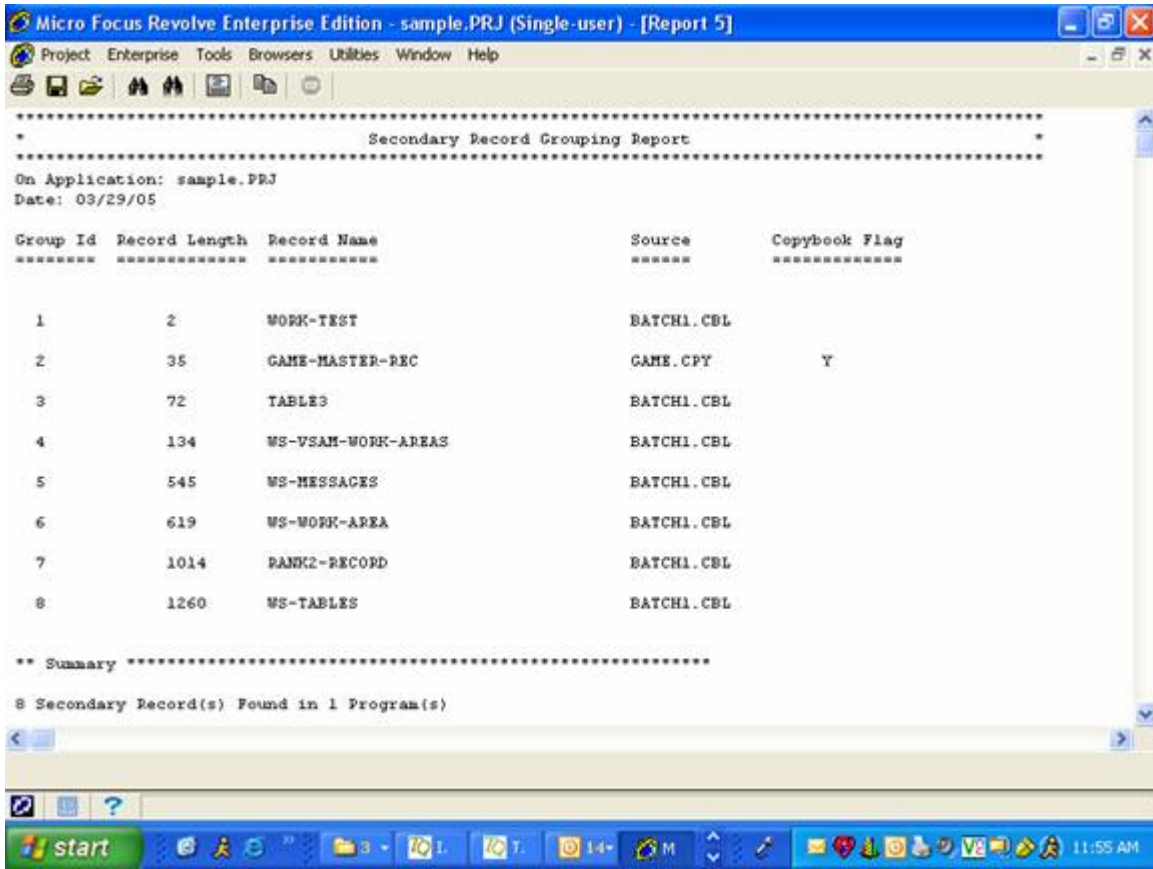 Micro Focus Revolve Enterprise Edition - sample.PRJ (Single-user) - [Report 5]
Project Enterprise Tools Browsers Utilities Window Help
* Secondary Record Grouping Report *
On Application: sample.PRJ
Date: 03/29/05
Group Id Record Length Record Name Source Copybook Flag
======== ============= =========== ====== =============
1 2 WORK-TEST BATCH1.CBL
2 35 GAME-MASTER-REC GAME.CPY Y
3 72 TABLE3 BATCH1.CBL
4 134 WS-VSAM-WORK-AREAS BATCH1.CBL
5 545 WS-MESSAGES BATCH1.CBL
6 619 WS-WORK-AREA BATCH1.CBL
7 1014 RANK2-RECORD BATCH1.CBL
8 1260 WS-TABLES BATCH1.CBL
** Summary **********************************************************
8 Secondary Record(s) Found in 1 Program(s)
start 3 I. T. 14 M 11:55 AM